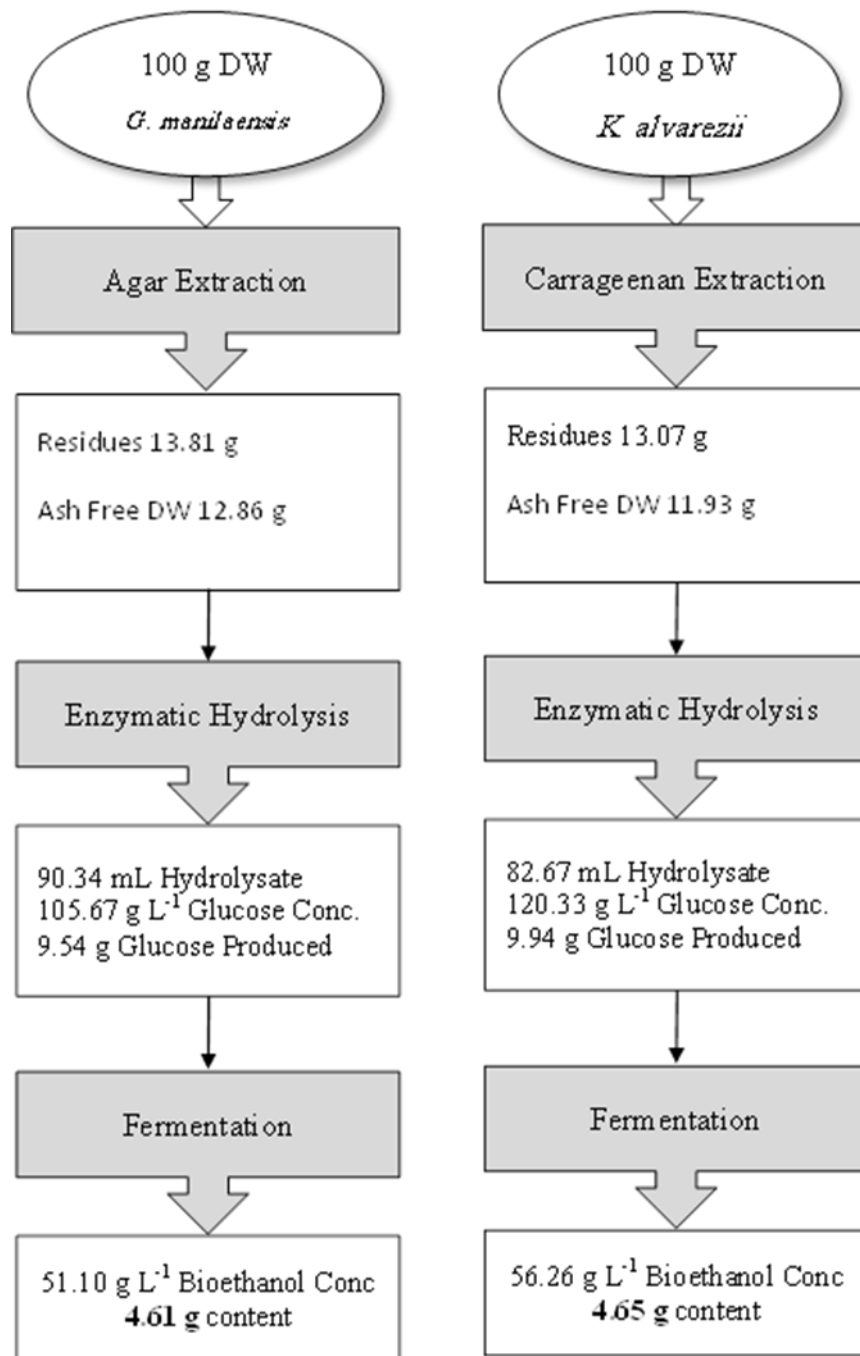 100 g DW
G. manilaensis
Agar Extraction
Residues 13.81 g
Ash Free DW 12.86 g
Enzymatic Hydrolysis
90.34 mL Hydrolysate
105.67 g L⁻¹ Glucose Conc.
9.54 g Glucose Produced
Fermentation
51.10 g L⁻¹ Bioethanol Conc
4.61 g content
100 g DW
K alvarezii
Carrageenan Extraction
Residues 13.07 g
Ash Free DW 11.93 g
Enzymatic Hydrolysis
82.67 mL Hydrolysate
120.33 g L⁻¹ Glucose Conc.
9.94 g Glucose Produced
Fermentation
56.26 g L⁻¹ Bioethanol Conc
4.65 g content